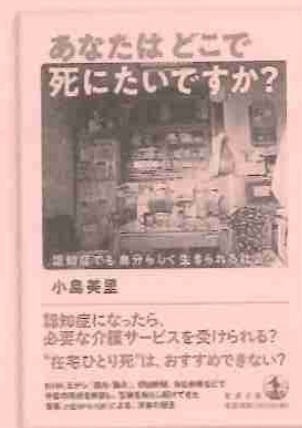 あなたは どこで
死にたいですか?
認知症でも自分らしく生きられる社会へ
小島美里
認知症になったら、
必要な介護サービスを受けられる?
“在宅ひとり死”は、おすすめできない?
岩波書店